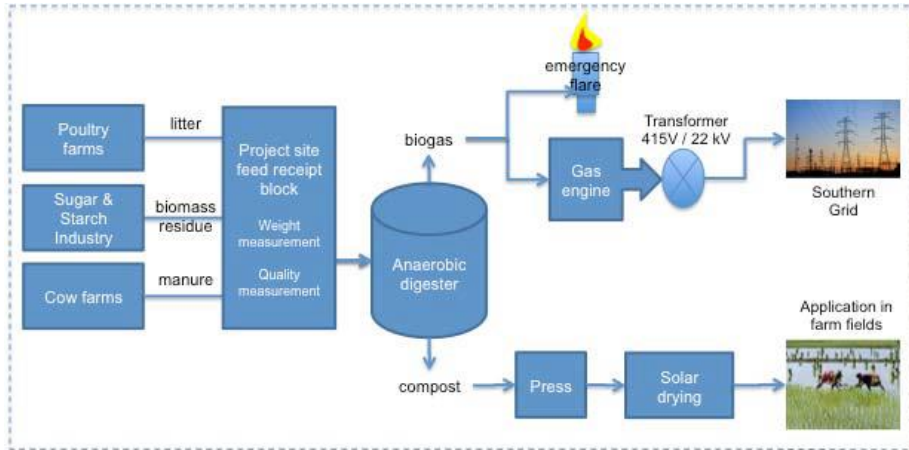 emergency
flare
Poultry
farms
litter
Project site
feed receipt
block
Weight
measurement
Quality
measurement
Sugar &
Starch
Industry
biomass
residue
Cow farms
manure
Anaerobic
digester
biogas
Gas
engine
Transformer
415V / 22 kV
Southern
Grid
compost
Press
Solar
drying
Application in
farm fields